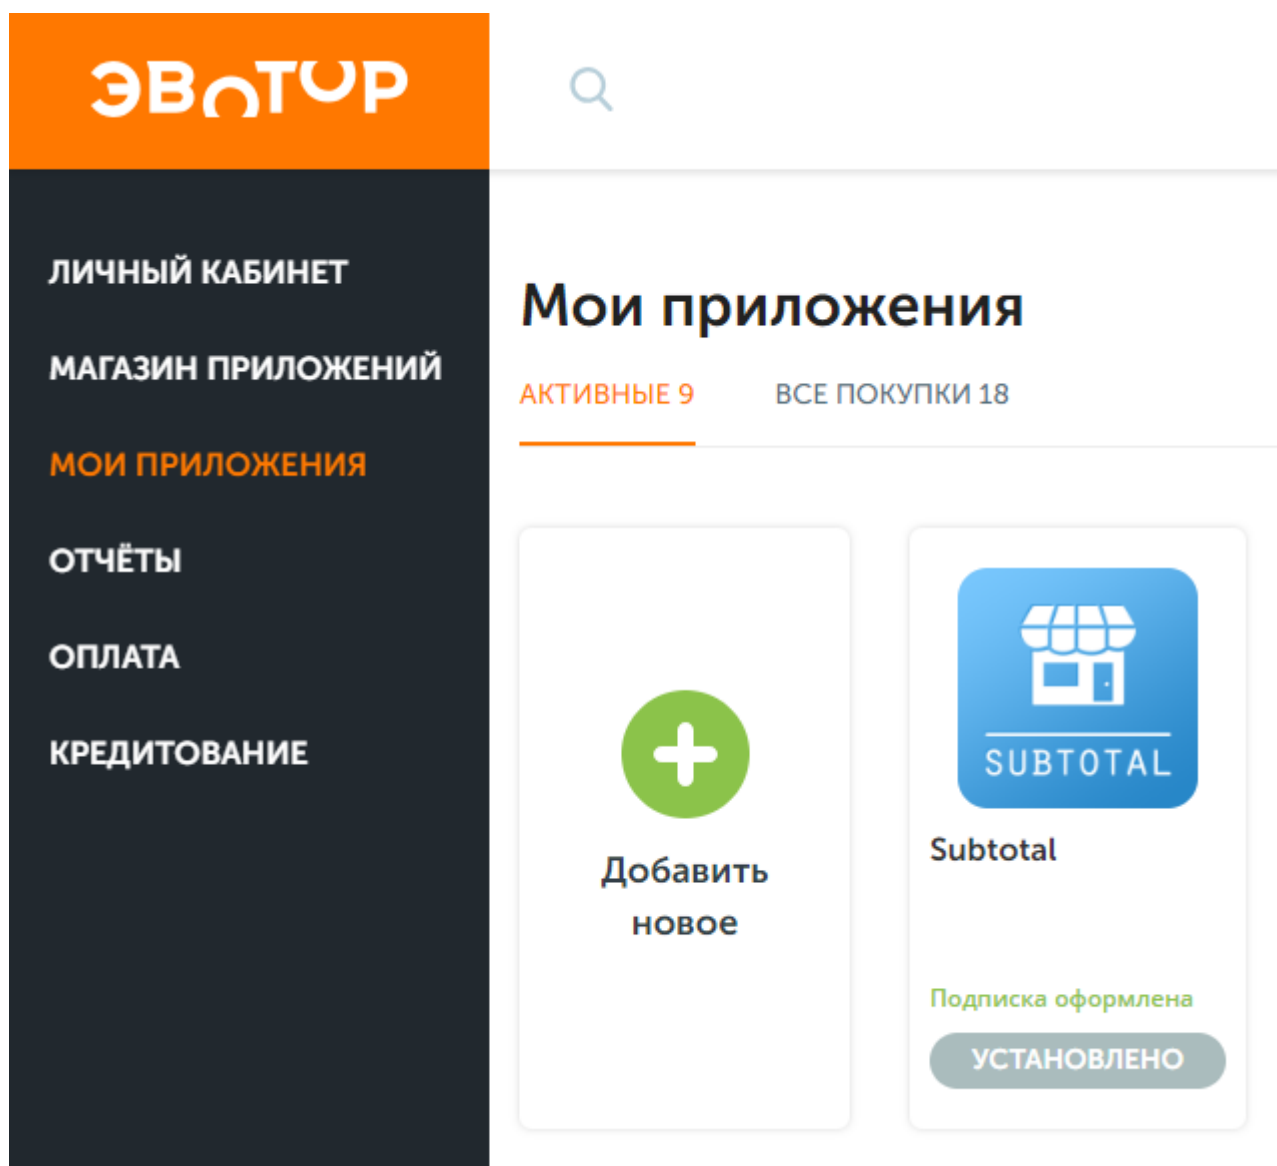 ЭВОТОР
ЛИЧНЫЙ КАБИНЕТ
МАГАЗИН ПРИЛОЖЕНИЙ
МОИ ПРИЛОЖЕНИЯ
ОТЧЁТЫ
ОПЛАТА
КРЕДИТОВАНИЕ
Мои приложения
АКТИВНЫЕ 9
ВСЕ ПОКУПКИ 18
Добавить
новое
SUBTOTAL
Subtotal
Подписка оформлена
УСТАНОВЛЕНО